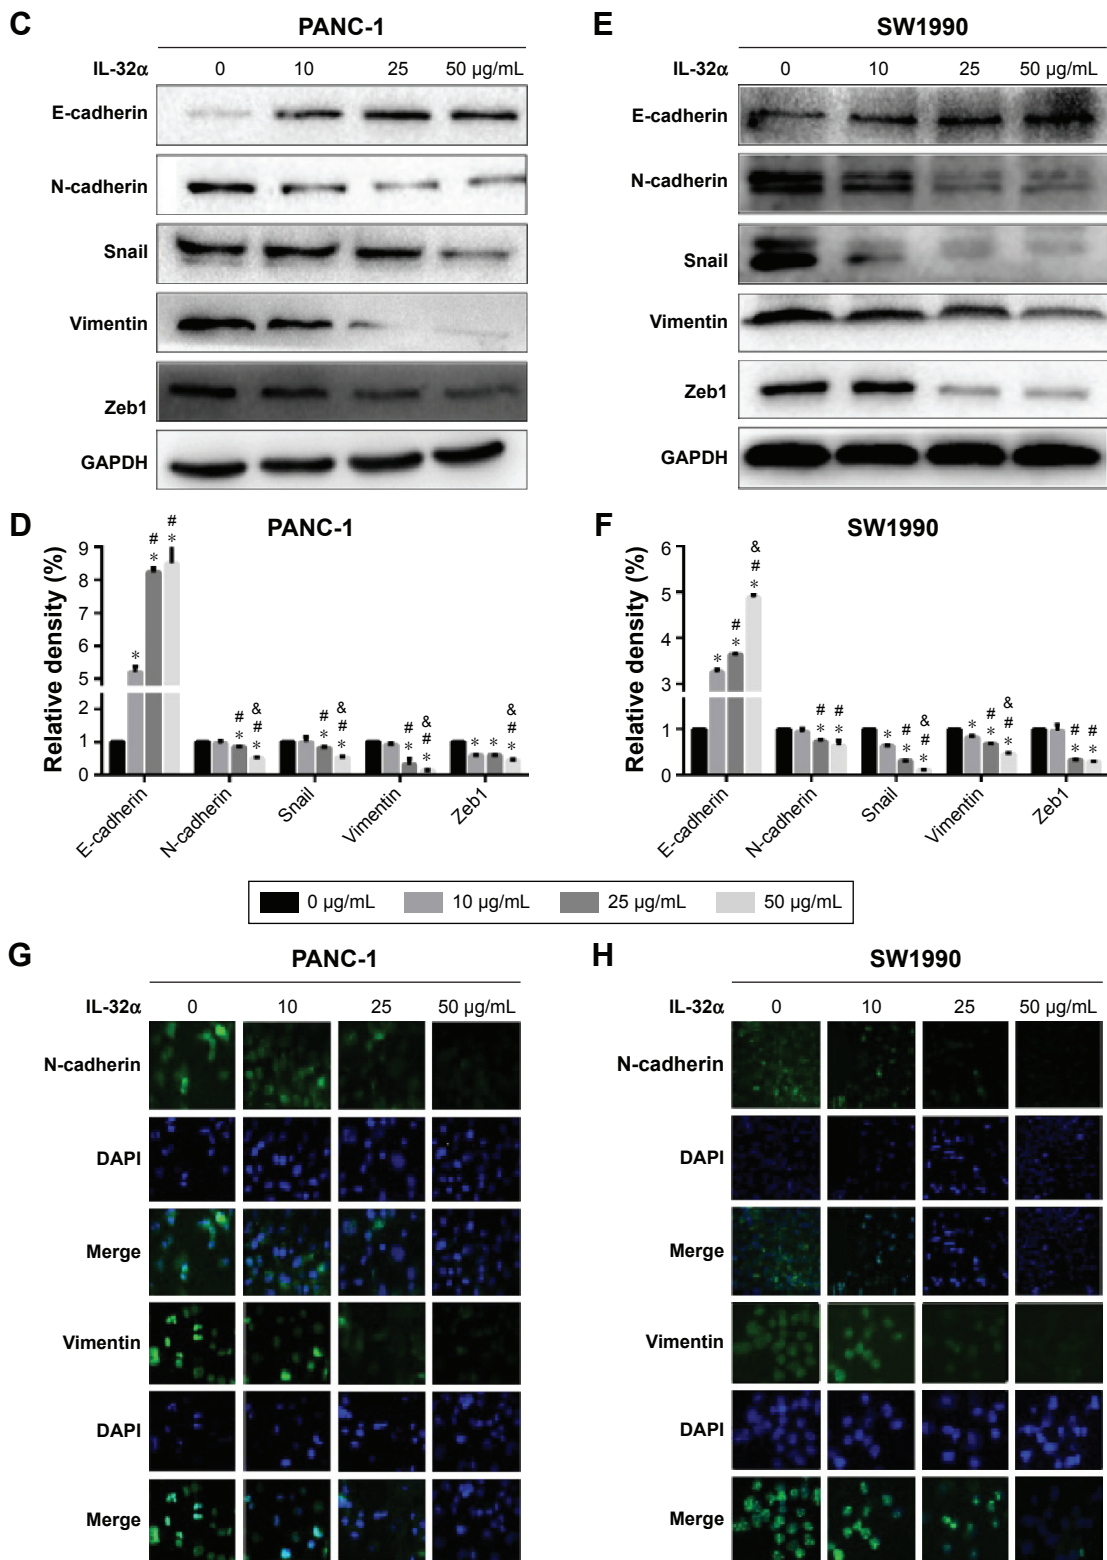 C PANC-1
IL-32α 0 10 25 50 µg/mL
E-cadherin
N-cadherin
Snail
Vimentin
Zeb1
GAPDH
E SW1990
IL-32α 0 10 25 50 µg/mL
E-cadherin
N-cadherin
Snail
Vimentin
Zeb1
GAPDH
D PANC-1
Relative density (%)
9
8
7
6
5
2
1
0
* # * # *
# * & # *
# * & # *
# * & # *
* * & # *
E-cadherin N-cadherin Snail Vimentin Zeb1
F SW1990
Relative density (%)
6
5
4
3
1
0
* # * & # *
# * # *
* # * & # *
* # * & # *
# * # *
E-cadherin N-cadherin Snail Vimentin Zeb1
0 µg/mL 10 µg/mL 25 µg/mL 50 µg/mL
G PANC-1
IL-32α 0 10 25 50 µg/mL
N-cadherin
DAPI
Merge
Vimentin
DAPI
Merge
H SW1990
IL-32α 0 10 25 50 µg/mL
N-cadherin
DAPI
Merge
Vimentin
DAPI
Merge